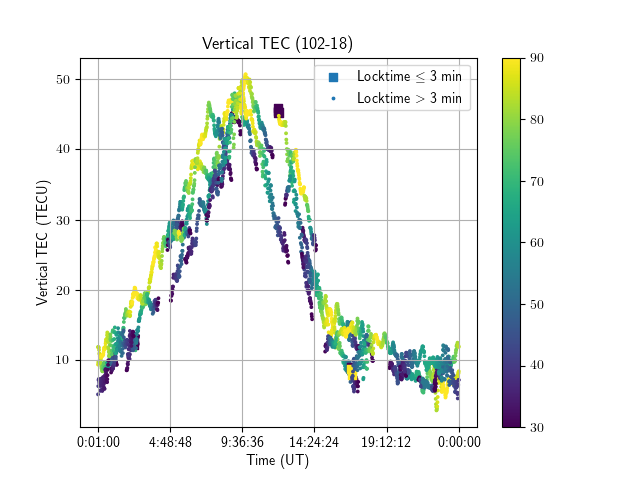 Vertical TEC (102-18)
Locktime ≤ 3 min
Locktime > 3 min
Vertical TEC (TECU)
50
40
30
20
10
0:01:00 4:48:48 9:36:36 14:24:24 19:12:12 0:00:00
Time (UT)
90
80
70
60
50
40
30